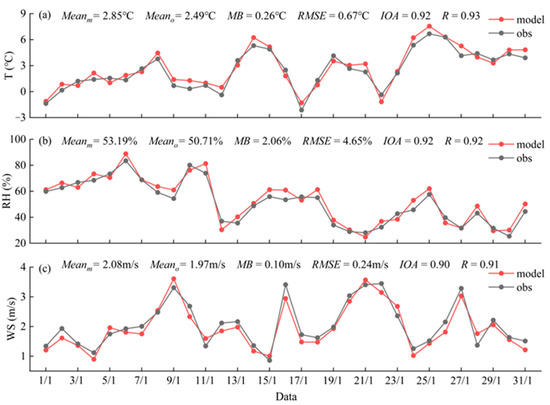 (a) Meanm = 2.85℃ Meano = 2.49℃ MB = 0.26℃ RMSE = 0.67℃ IOA = 0.92 R = 0.93
model
obs
T (℃)
9
6
3
0
−3
(b) Meanm = 53.19% Meano = 50.71% MB = 2.06% RMSE = 4.65% IOA = 0.92 R = 0.92
model
obs
RH (%)
100
80
60
40
20
(c) Meanm = 2.08m/s Meano = 1.97m/s MB = 0.10m/s RMSE = 0.24m/s IOA = 0.90 R = 0.91
model
obs
WS (m/s)
4
3
2
1
0
1/1 3/1 5/1 7/1 9/1 11/1 13/1 15/1 17/1 19/1 21/1 23/1 25/1 27/1 29/1 31/1
Data